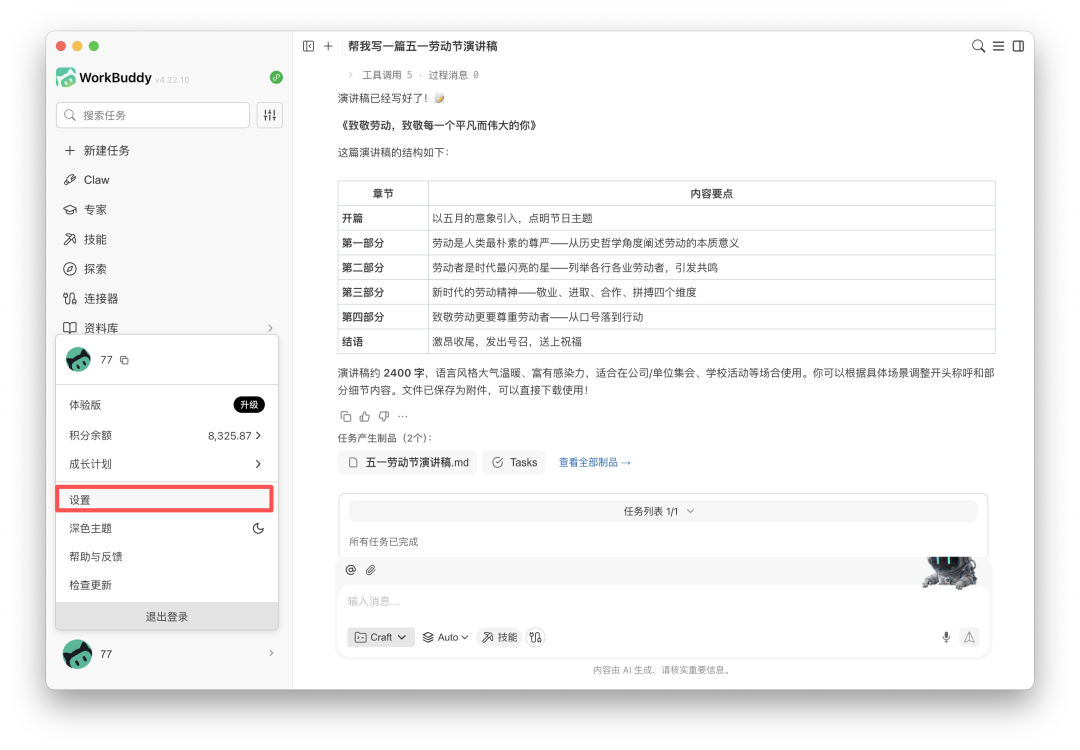 帮我写一篇五一劳动节演讲稿
WorkBuddy v4.22.10
搜索任务
新建任务
Claw
专家
技能
探索
连接器
资料库
77
体验版 升级
积分余额 8,325.87
成长计划
设置
深色主题
帮助与反馈
检查更新
退出登录
77
工具调用 5 · 过程消息 0
演讲稿已经写好了！
《致敬劳动，致敬每一个平凡而伟大的你》
这篇演讲稿的结构如下：
章节 内容要点
开篇 以五月的意象引入，点明节日主题
第一部分 劳动是人类最朴素的尊严——从历史哲学角度阐述劳动的本质意义
第二部分 劳动者是时代最闪亮的星——列举各行各业劳动者，引发共鸣
第三部分 新时代的劳动精神——敬业、进取、合作、拼搏四个维度
第四部分 致敬劳动更要尊重劳动者——从口号落到行动
结语 激昂收尾，发出号召，送上祝福
演讲稿约 2400 字，语言风格大气温暖、富有感染力，适合在公司/单位集会、学校活动等场合使用。你可以根据具体场景调整开头称呼和部
分细节内容。文件已保存为附件，可以直接下载使用！
任务产生制品（2个）：
五一劳动节演讲稿.md Tasks 查看全部制品 →
任务列表 1/1
所有任务已完成
输入消息...
Craft Auto 技能
内容由 AI 生成，请核实重要信息。